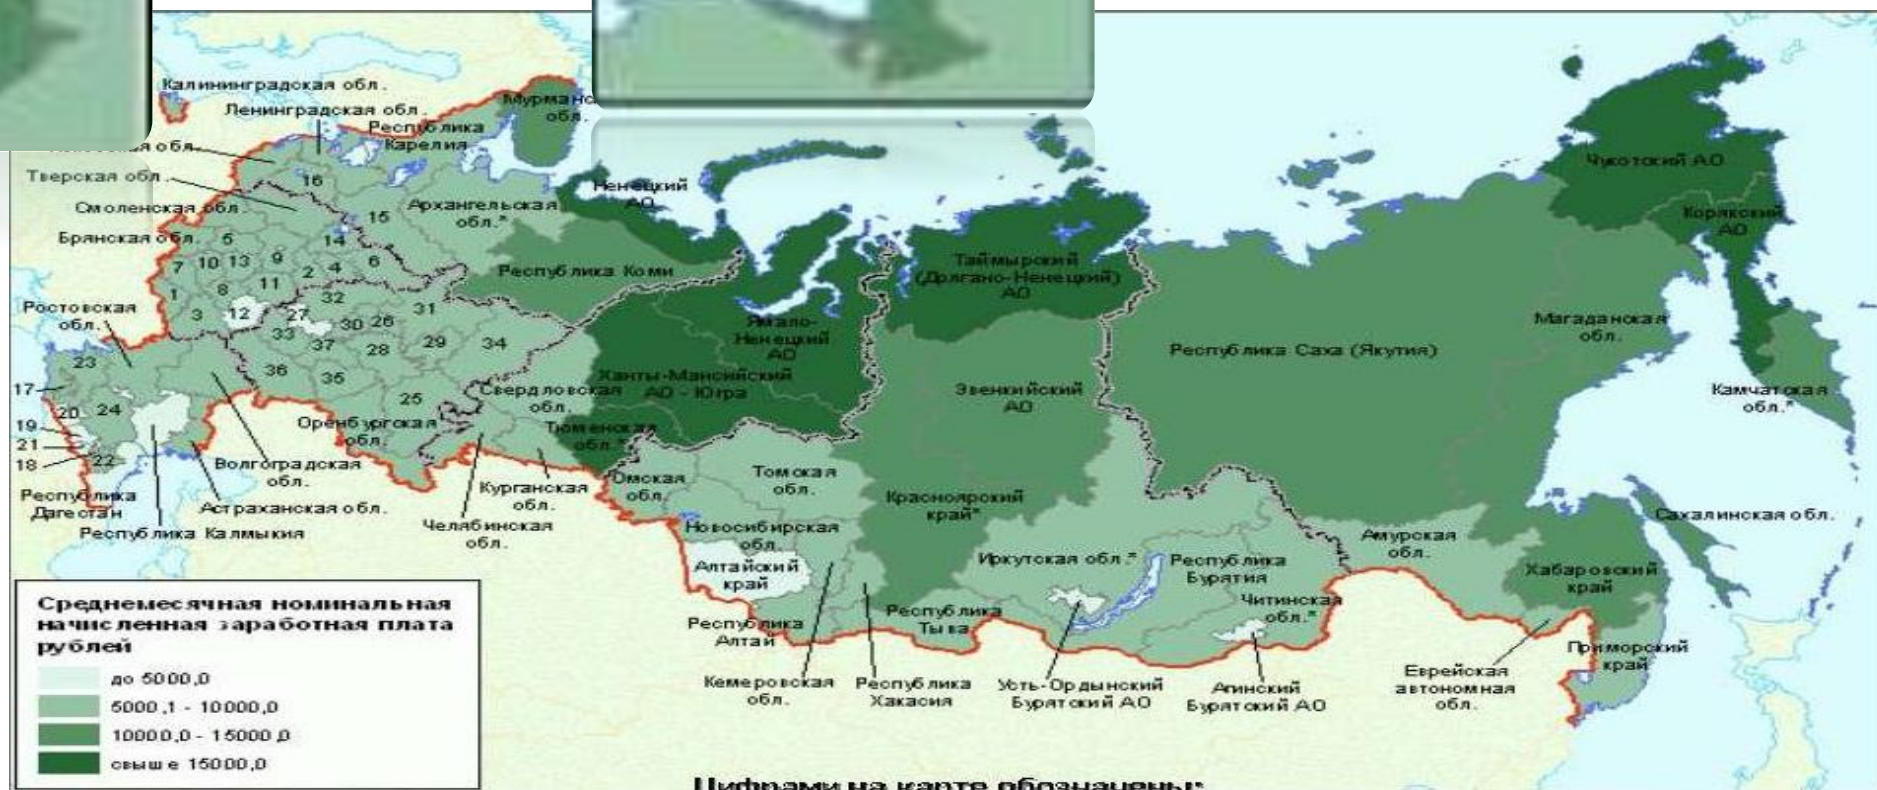 Калининградская обл.
Ленинградская обл.
Республика
Карелия
обл.
обл.
Тверская обл.
Смоленская обл.
Брянская обл.
Архангельская
обл.*
Ненецкий
АО
Республика Коми
Ростовская
обл.
16
15
5
14
7
10
13
9
6
2
4
11
1
8
3
12
32
31
27
30
26
33
37
28
29
34
36
35
25
23
17
20
24
19
21
18
22
Оренбургская
обл.
Свердловская
обл.
Тюменская
обл.*
Ханты-Мансийский
АО - Югра
Ямало-
Ненецкий
АО
Таймырский
(Долгано-Ненецкий)
АО
Эвенкийский
АО
Красноярский
край*
Республика Саха (Якутия)
Чукотский АО
Корякский
АО
Магаданская
обл.
Камчатская
обл.*
Сахалинская обл.
Волгоградская
обл.
Астраханская обл.
Республика
Дагестан
Республика Калмыкия
Курганская
обл.
Челябинская
обл.
Омская
обл.
Томская
обл.
Новосибирская
обл.
Алтайский
край
Республика
Алтай
Кемеровская
обл.
Республика
Хакасия
Республика
Тыва
Иркутская обл.*
Усть-Ордынский
Бурятский АО
Республика
Бурятия
Читинская
обл.*
Агинский
Бурятский АО
Амурская
обл.
Хабаровский
край
Еврейская
автономная
обл.
Приморский
край
Среднемесячная номинальная
начисленная заработная плата
рублей
до 5000,0
5000,1 - 10000,0
10000,0 - 15000,0
свыше 15000,0
Цифрами на карте обозначены: